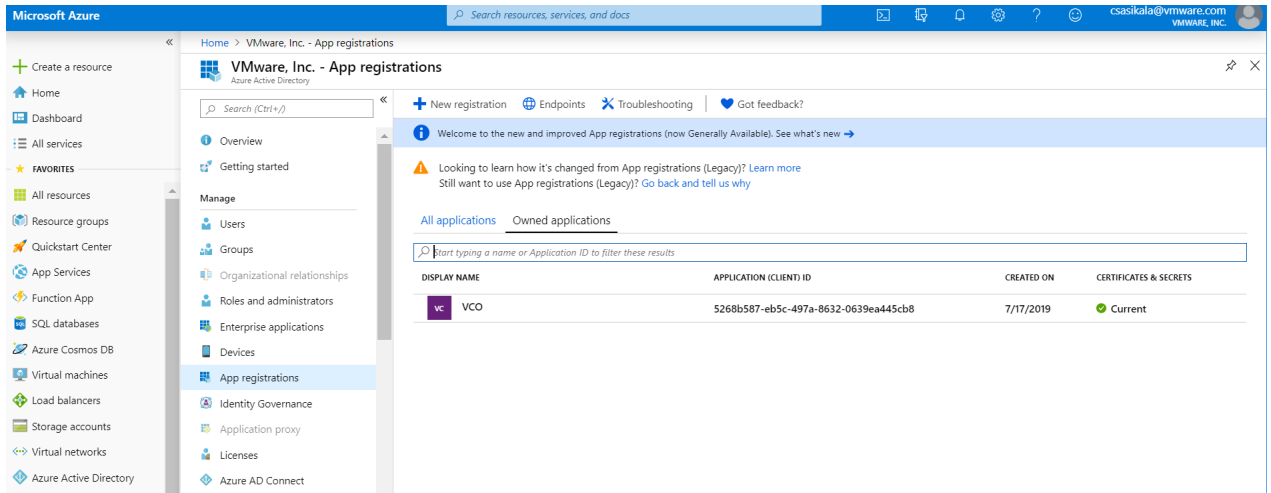 Microsoft Azure
Search resources, services, and docs
csasikala@vmware.com
VMWARE, INC.
«
Create a resource
Home
Dashboard
All services
FAVORITES
All resources
Resource groups
Quickstart Center
App Services
Function App
SQL databases
Azure Cosmos DB
Virtual machines
Load balancers
Storage accounts
Virtual networks
Azure Active Directory
Home > VMware, Inc. - App registrations
VMware, Inc. - App registrations
Azure Active Directory
Search (Ctrl+/)
«
Overview
Getting started
Manage
Users
Groups
Organizational relationships
Roles and administrators
Enterprise applications
Devices
App registrations
Identity Governance
Application proxy
Licenses
Azure AD Connect
New registration Endpoints Troubleshooting Got feedback?
Welcome to the new and improved App registrations (now Generally Available). See what's new →
Looking to learn how it's changed from App registrations (Legacy)? Learn more
Still want to use App registrations (Legacy)? Go back and tell us why
All applications Owned applications
Start typing a name or Application ID to filter these results
DISPLAY NAME APPLICATION (CLIENT) ID CREATED ON CERTIFICATES & SECRETS
VC VCO 5268b587-eb5c-497a-8632-0639ea445cb8 7/17/2019 Current